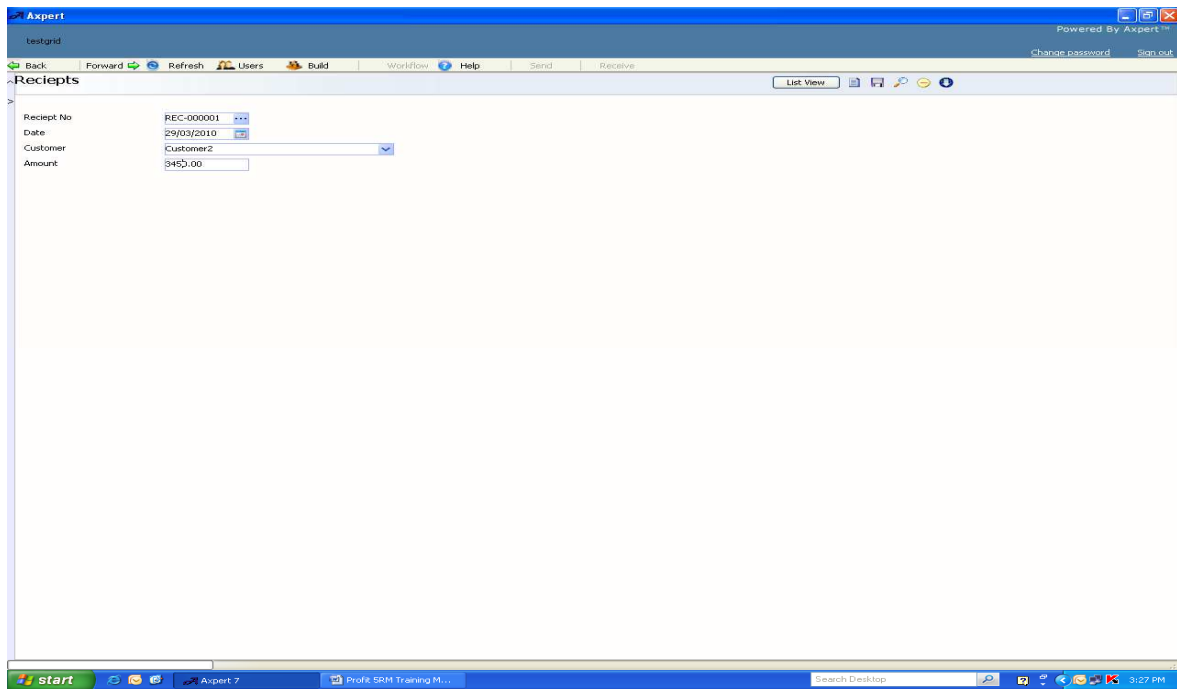 Axpert
Powered By Axpert™
testgrid
Change password Sign out
Back Forward Refresh Users Build Workflow Help Send Receive
Reciepts
List View
Reciept No REC-000001
Date 29/03/2010
Customer Customer2
Amount
start Axpert 7 Profit SRM Training M... Search Desktop 3:27 PM